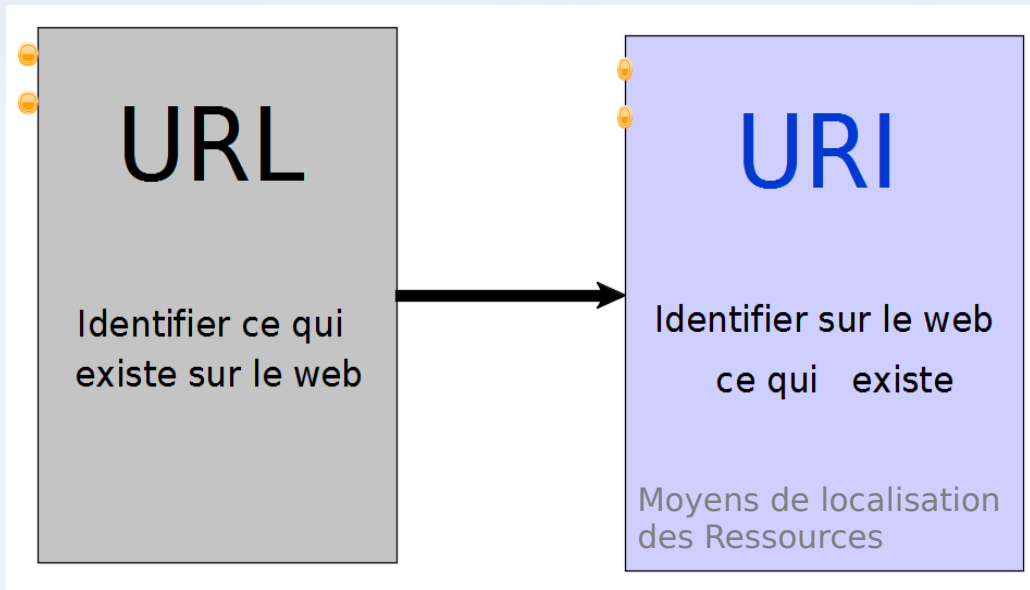 URL
Identifier ce qui
existe sur le web
URI
Identifier sur le web
ce qui existe
Moyens de localisation
des Ressources